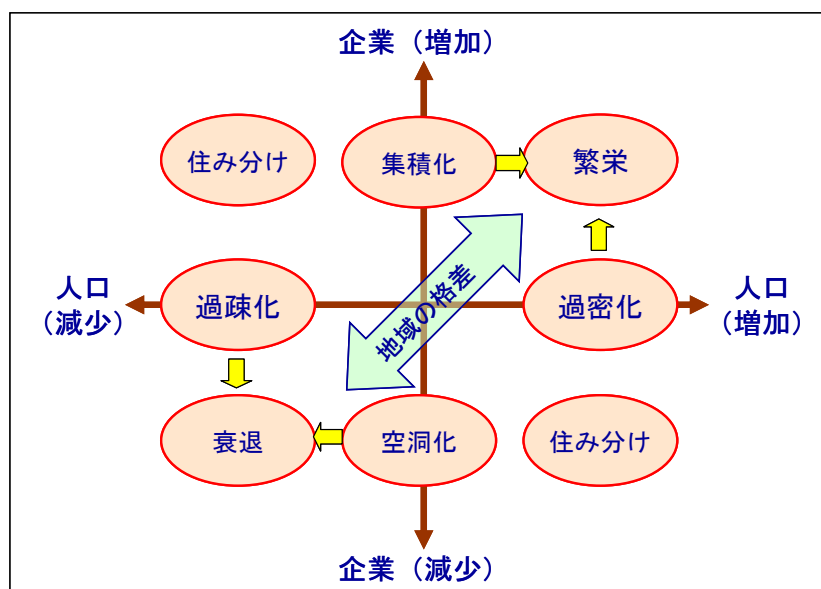 企業（増加）
住み分け
集積化
繁栄
人口
（減少）
過疎化
地域の格差
過密化
人口
（増加）
衰退
空洞化
住み分け
企業（減少）